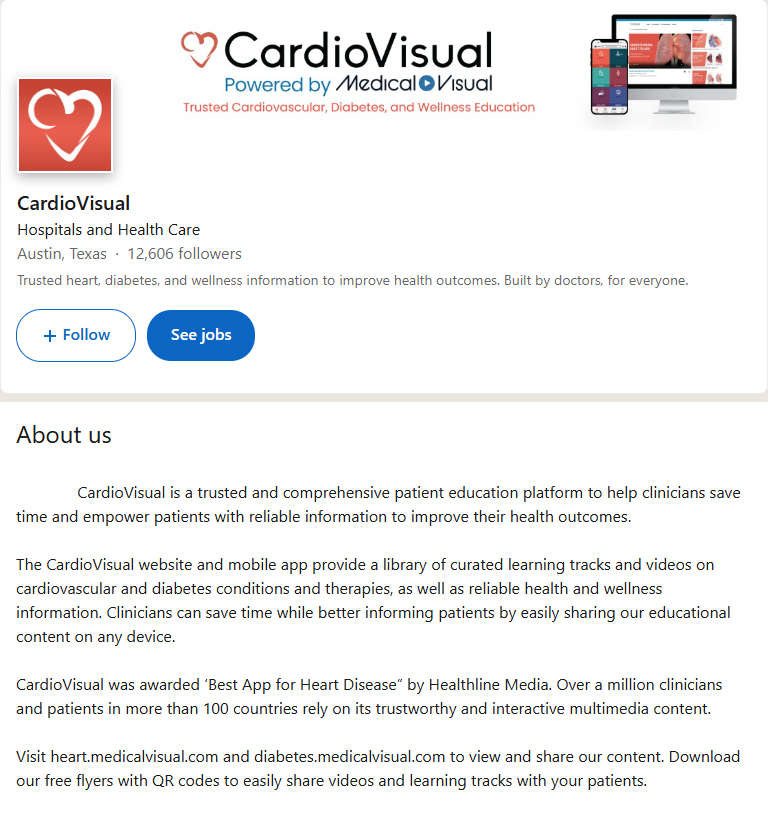 CardioVisual
Powered by MedicalVisual
Trusted Cardiovascular, Diabetes, and Wellness Education
CardioVisual
Hospitals and Health Care
Austin, Texas · 12,606 followers
Trusted heart, diabetes, and wellness information to improve health outcomes. Built by doctors, for everyone.
+ Follow
See jobs
About us
CardioVisual is a trusted and comprehensive patient education platform to help clinicians save
time and empower patients with reliable information to improve their health outcomes.
The CardioVisual website and mobile app provide a library of curated learning tracks and videos on
cardiovascular and diabetes conditions and therapies, as well as reliable health and wellness
information. Clinicians can save time while better informing patients by easily sharing our educational
content on any device.
CardioVisual was awarded ‘Best App for Heart Disease” by Healthline Media. Over a million clinicians
and patients in more than 100 countries rely on its trustworthy and interactive multimedia content.
Visit heart.medicalvisual.com and diabetes.medicalvisual.com to view and share our content. Download
our free flyers with QR codes to easily share videos and learning tracks with your patients.